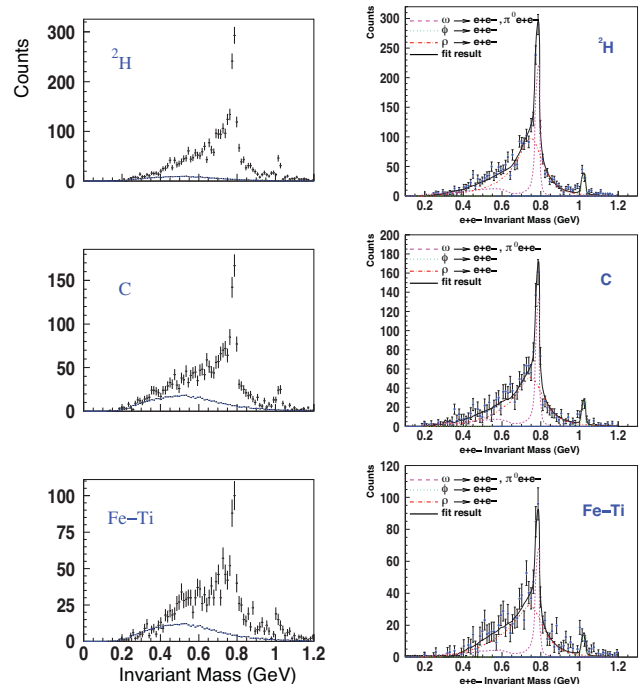 Counts
²H
300
200
100
0
C
150
100
50
0
Fe−Ti
100
75
50
25
0
0 0.2 0.4 0.6 0.8 1 1.2
Invariant Mass (GeV)
Counts
300
250
200
150
100
50
0
ω → e+e−, π⁰e+e−
ϕ → e+e−
ρ → e+e−
fit result
²H
0.2 0.4 0.6 0.8 1 1.2
e+e− Invariant Mass (GeV)
Counts
200
180
160
140
120
100
80
60
40
20
0
ω → e+e−, π⁰e+e−
ϕ → e+e−
ρ → e+e−
fit result
C
0.2 0.4 0.6 0.8 1 1.2
e+e− Invariant Mass (GeV)
Counts
120
100
80
60
40
20
0
ω → e+e−, π⁰e+e−
ϕ → e+e−
ρ → e+e−
fit result
Fe−Ti
0.2 0.4 0.6 0.8 1 1.2
e+e− Invariant Mass (GeV)